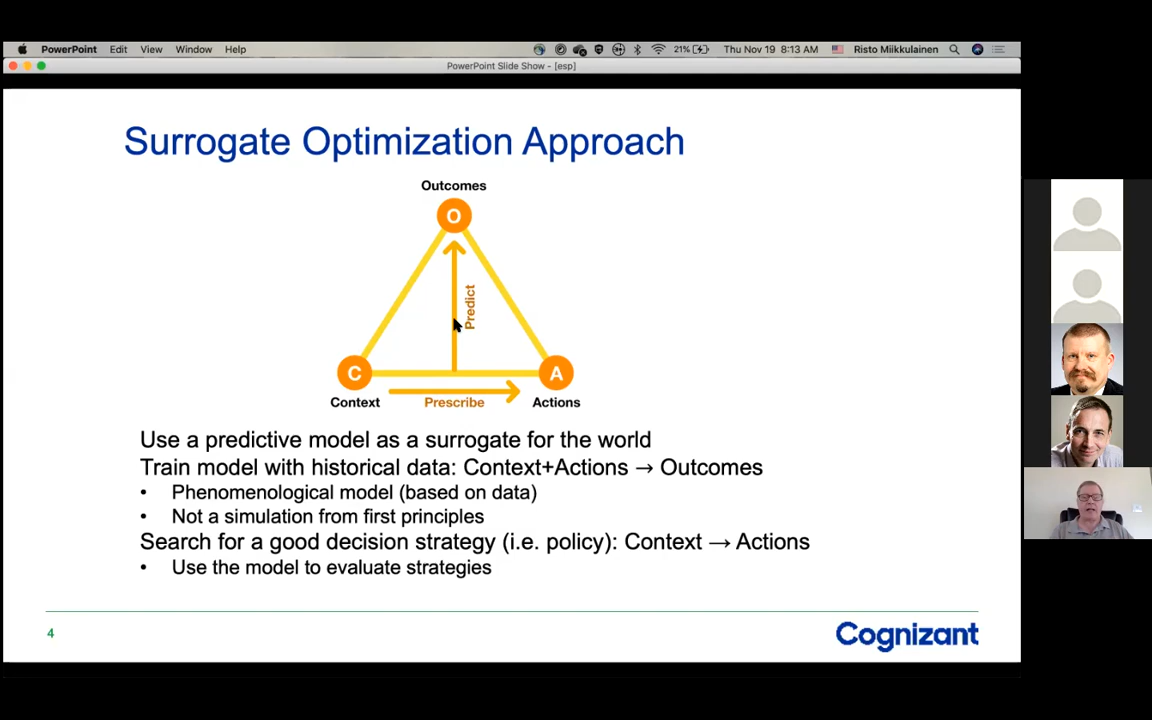 PowerPoint Edit View Window Help 21% Thu Nov 19 8:13 AM Risto Miikkulainen
PowerPoint Slide Show - [esp]
Surrogate Optimization Approach
Outcomes
O
Predict
C
A
Context
Prescribe
Actions
Use a predictive model as a surrogate for the world
Train model with historical data: Context+Actions → Outcomes
• Phenomenological model (based on data)
• Not a simulation from first principles
Search for a good decision strategy (i.e. policy): Context → Actions
• Use the model to evaluate strategies
4
Cognizant